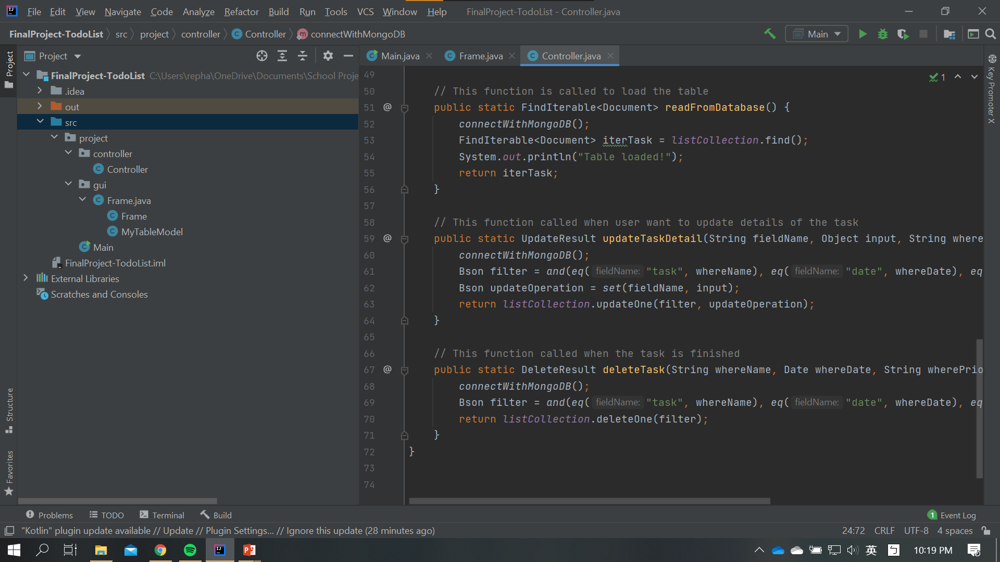 File Edit View Navigate Code Analyze Refactor Build Run Tools VCS Window Help FinalProject-TodoList - Controller.java
FinalProject-TodoList src project controller Controller connectWithMongoDB Main
Project
Main.java Frame.java Controller.java
FinalProject-TodoList C:\Users\repha\OneDrive\Documents\School Proje
.idea
out
src
project
controller
Controller
gui
Frame.java
Frame
MyTableModel
Main
FinalProject-TodoList.iml
External Libraries
Scratches and Consoles
Project
Structure
Favorites
1
49
50 // This function is called to load the table
51 @ public static FindIterable<Document> readFromDatabase() {
52 connectWithMongoDB();
53 FindIterable<Document> iterTask = listCollection.find();
54 System.out.println("Table loaded!");
55 return iterTask;
56 }
57
58 // This function called when user want to update details of the task
59 @ public static UpdateResult updateTaskDetail(String fieldName, Object input, String where
60 connectWithMongoDB();
61 Bson filter = and(eq( fieldName: "task", whereName), eq( fieldName: "date", whereDate), eq
62 Bson updateOperation = set(fieldName, input);
63 return listCollection.updateOne(filter, updateOperation);
64 }
65
66 // This function called when the task is finished
67 @ public static DeleteResult deleteTask(String whereName, Date whereDate, String wherePrio
68 connectWithMongoDB();
69 Bson filter = and(eq( fieldName: "task", whereName), eq( fieldName: "date", whereDate), eq
70 return listCollection.deleteOne(filter);
71 }
72 }
73
74
Key Promoter X
Problems TODO Terminal Build 1 Event Log
"Kotlin" plugin update available // Update // Plugin Settings... // Ignore this update (28 minutes ago) 24:72 CRLF UTF-8 4 spaces
英 ㄅ 10:19 PM